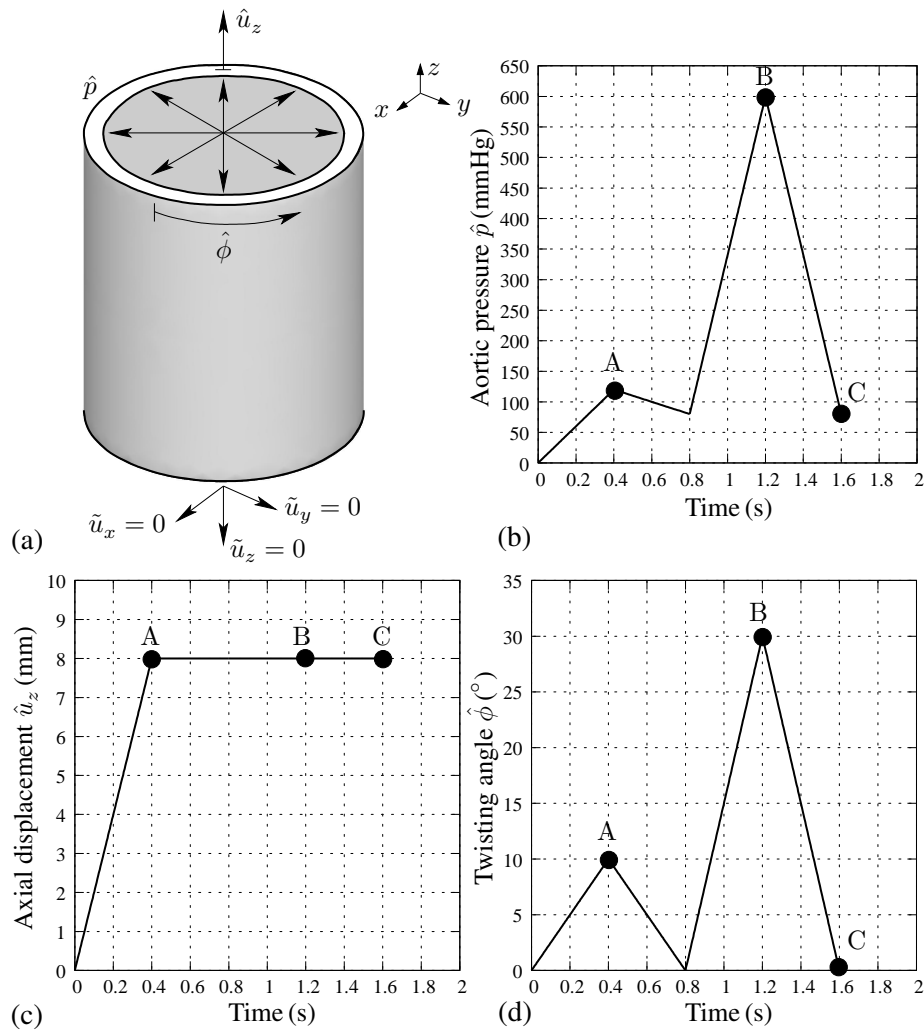 û_z
p̂
z
x
y
ϕ̂
ũ_x = 0
ũ_y = 0
ũ_z = 0
(a)
650
600
550
500
450
400
350
300
250
200
150
100
50
0
Aortic pressure p̂ (mmHg)
A
B
C
0 0.2 0.4 0.6 0.8 1 1.2 1.4 1.6 1.8 2
Time (s)
(b)
10
9
8
7
6
5
4
3
2
1
0
Axial displacement û_z (mm)
A B C
0 0.2 0.4 0.6 0.8 1 1.2 1.4 1.6 1.8 2
Time (s)
(c)
35
30
25
20
15
10
5
0
Twisting angle ϕ̂ (°)
A
B
C
0 0.2 0.4 0.6 0.8 1 1.2 1.4 1.6 1.8 2
Time (s)
(d)